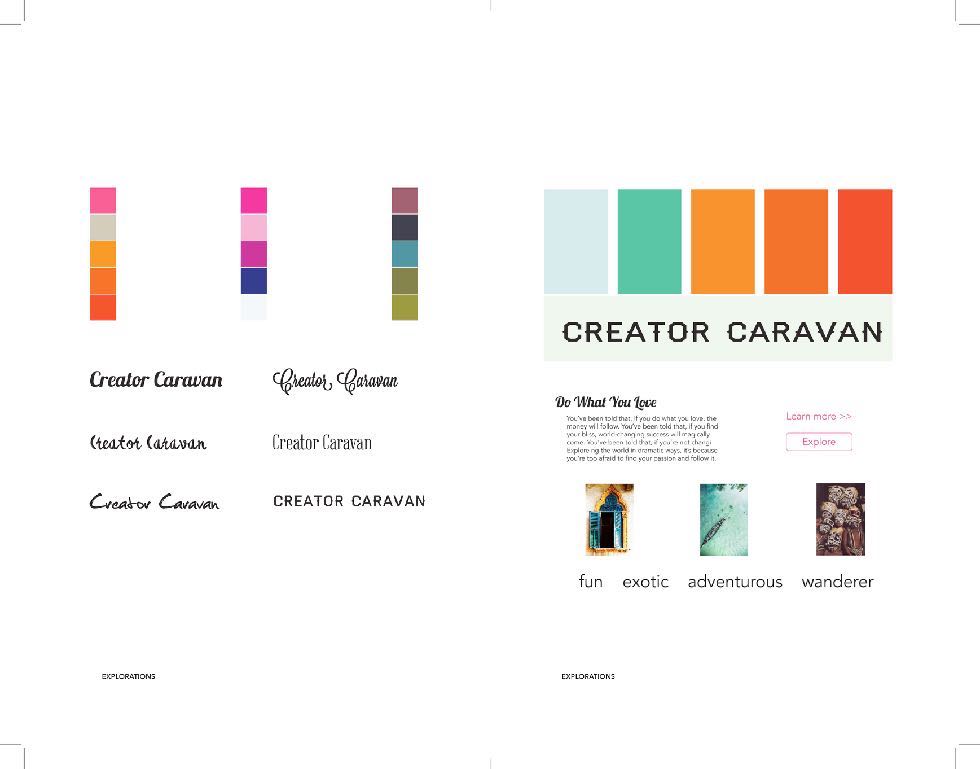 Creator Caravan
Creator Caravan
Creator Caravan
Creator Caravan
Creator Caravan
CREATOR CARAVAN
EXPLORATIONS
CREATOR CARAVAN
Do What You Love
You've been told that, if you do what you love, the
money will follow. You've been told that, if you find
your bliss, world-changing success will magically
come. You've been told that, if you're not changi
Exploreing the world in dramatic ways, it's because
you're too afraid to find your passion and follow it.
Learn more >>
Explore
fun exotic adventurous wanderer
EXPLORATIONS